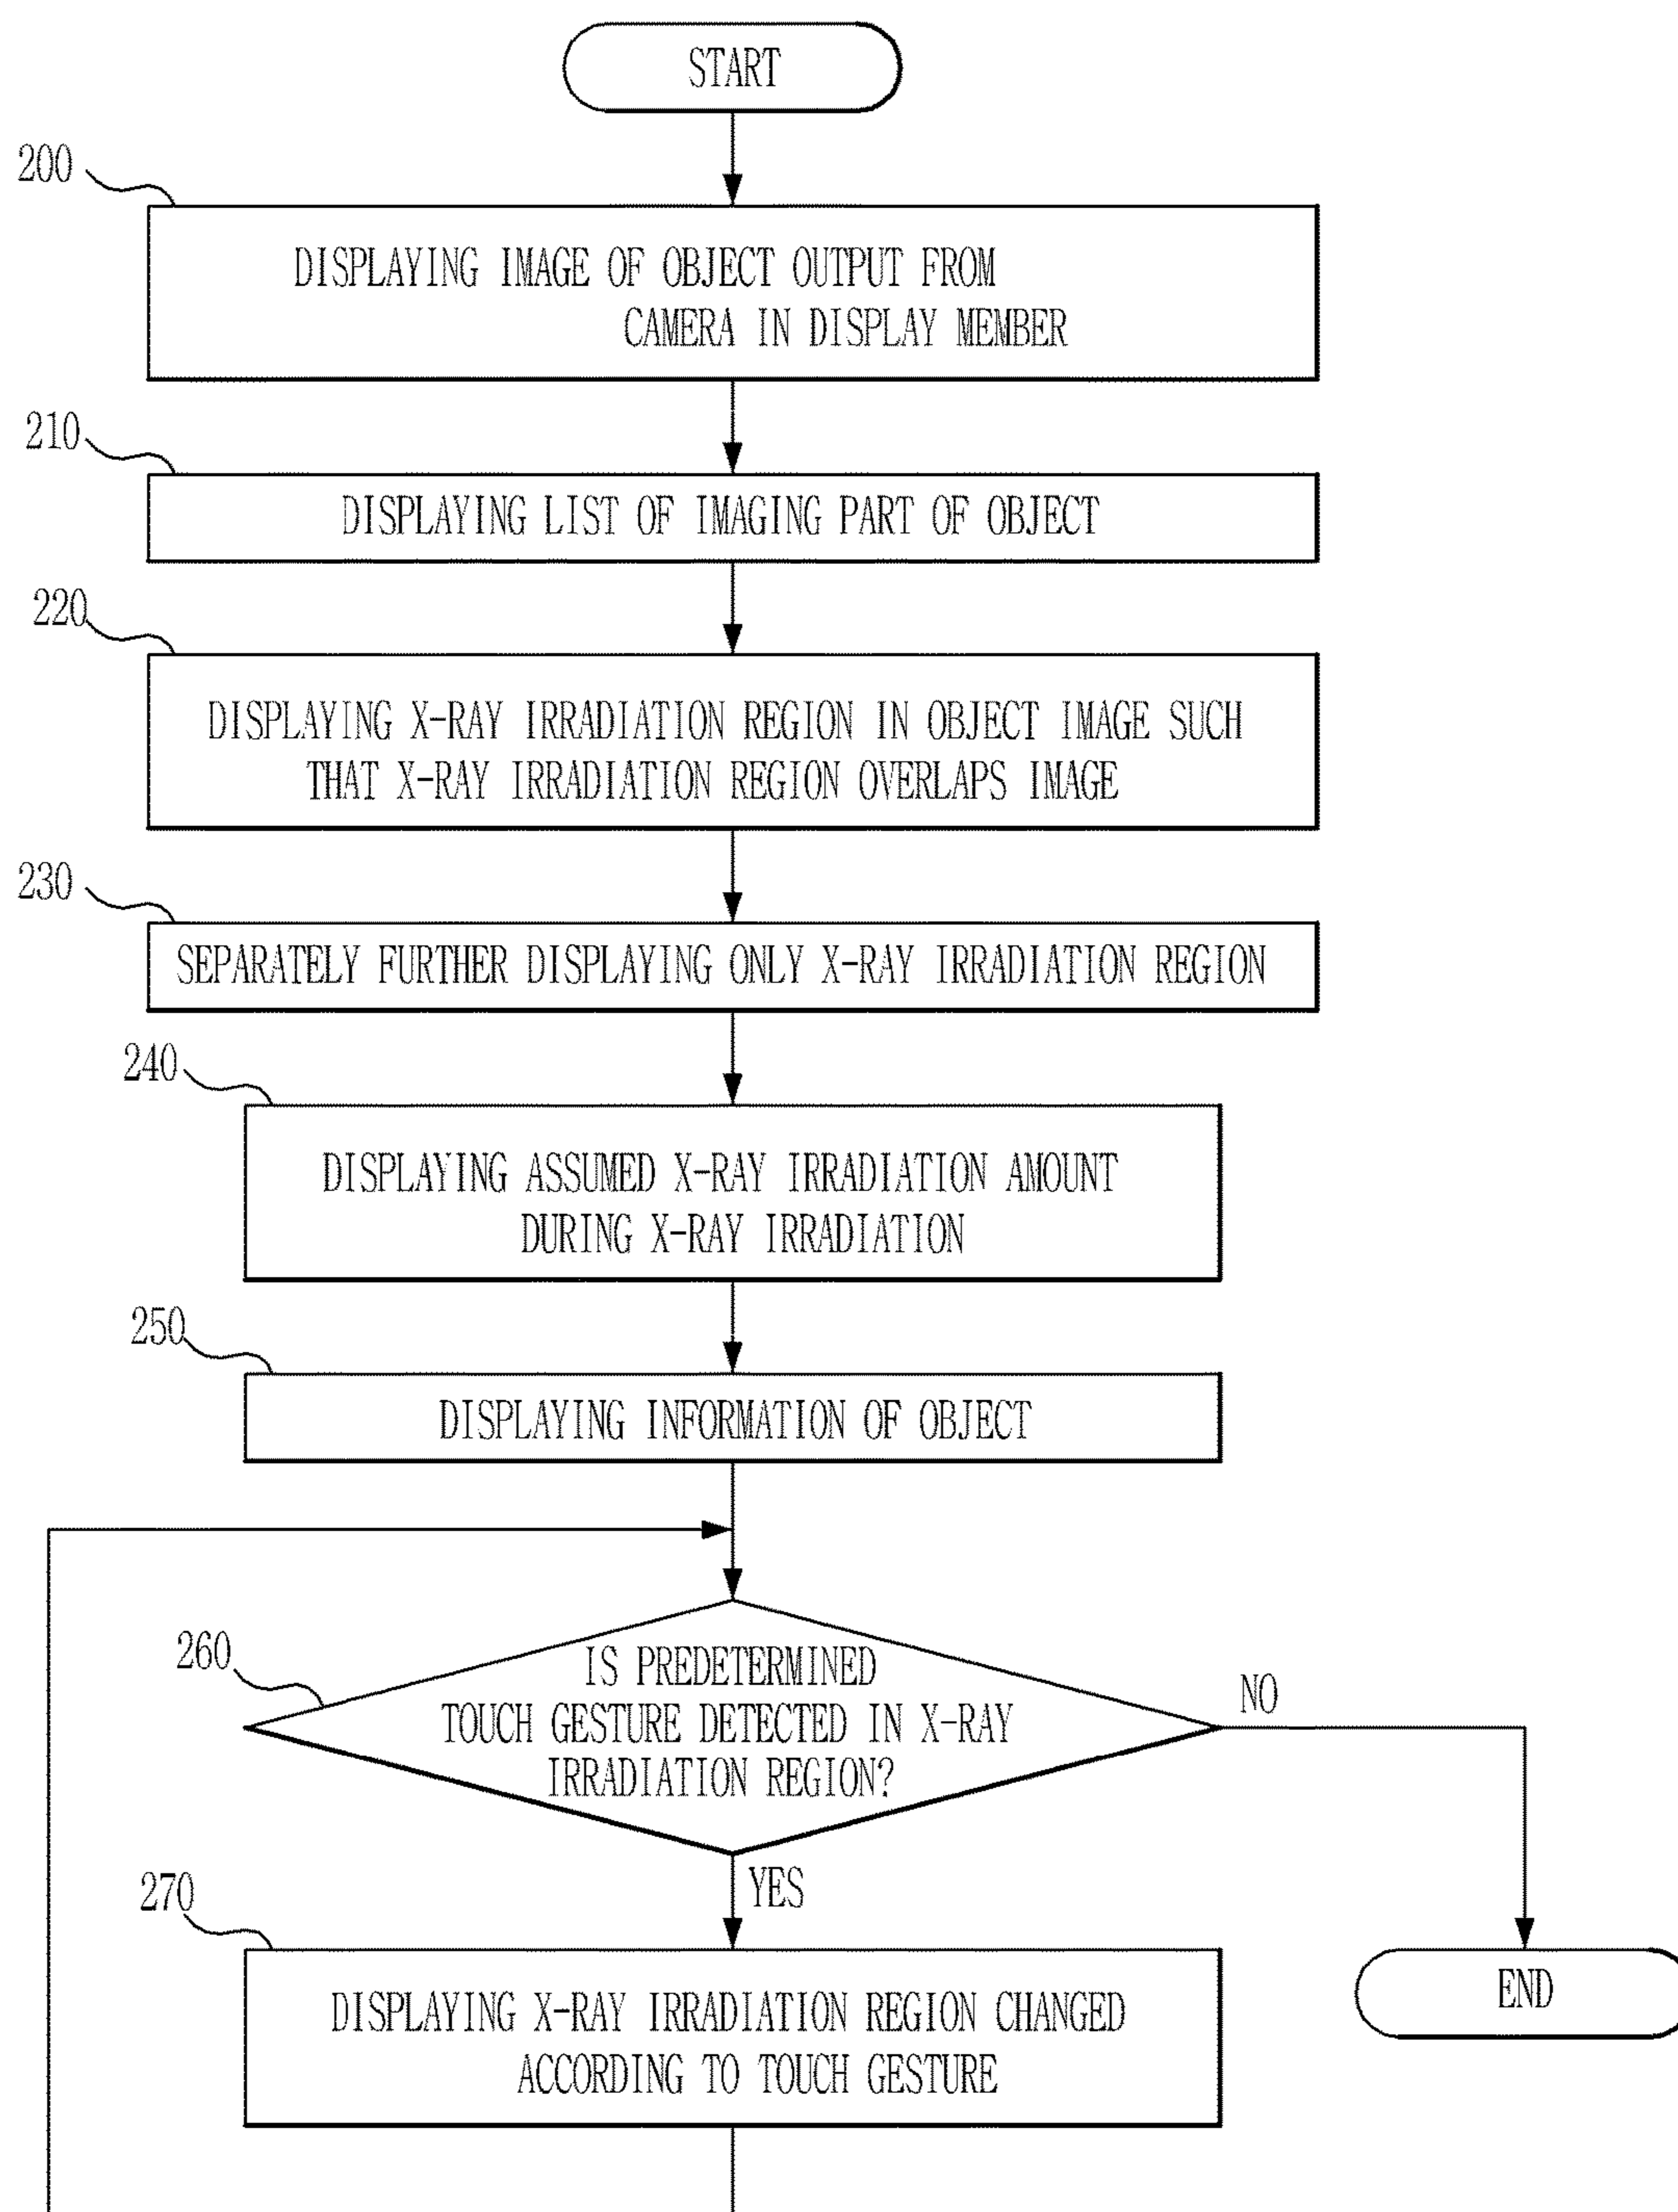 START
200
DISPLAYING IMAGE OF OBJECT OUTPUT FROM
CAMERA IN DISPLAY MEMBER
210
DISPLAYING LIST OF IMAGING PART OF OBJECT
220
DISPLAYING X-RAY IRRADIATION REGION IN OBJECT IMAGE SUCH
THAT X-RAY IRRADIATION REGION OVERLAPS IMAGE
230
SEPARATELY FURTHER DISPLAYING ONLY X-RAY IRRADIATION REGION
240
DISPLAYING ASSUMED X-RAY IRRADIATION AMOUNT
DURING X-RAY IRRADIATION
250
DISPLAYING INFORMATION OF OBJECT
260
IS PREDETERMINED
TOUCH GESTURE DETECTED IN X-RAY
IRRADIATION REGION?
NO
YES
270
DISPLAYING X-RAY IRRADIATION REGION CHANGED
ACCORDING TO TOUCH GESTURE
END